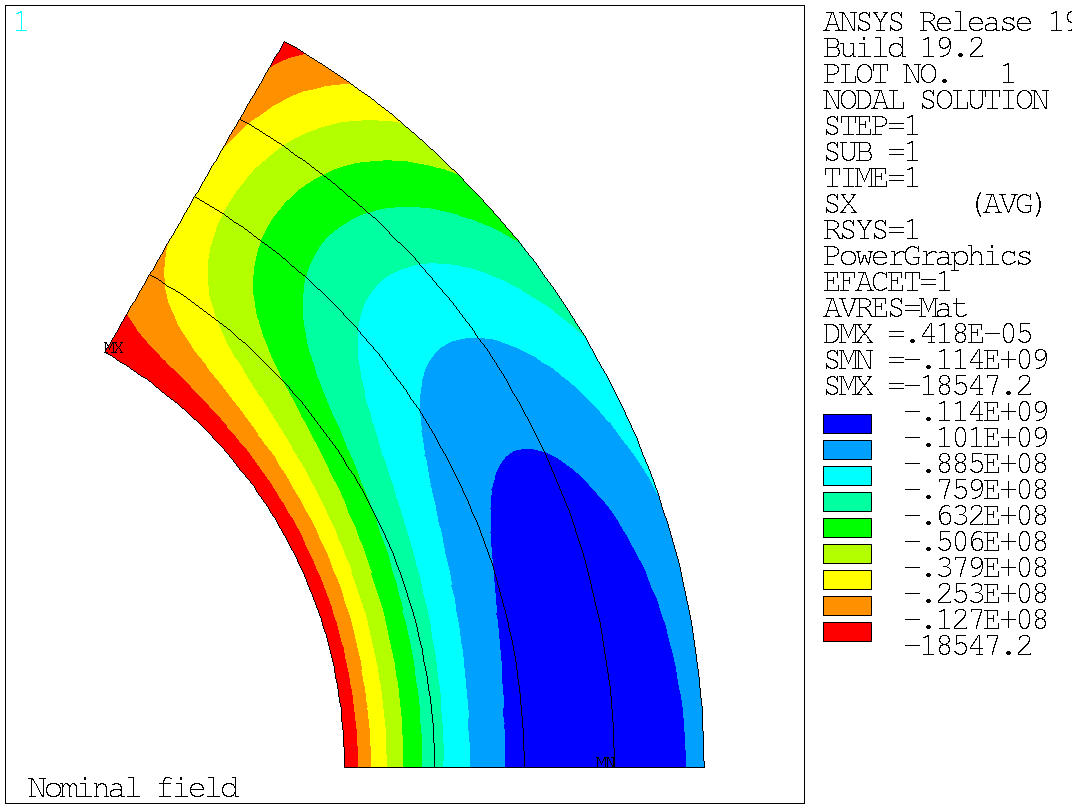 1
ANSYS Release 19
Build 19.2
PLOT NO. 1
NODAL SOLUTION
STEP=1
SUB =1
TIME=1
SX (AVG)
RSYS=1
PowerGraphics
EFACET=1
AVRES=Mat
DMX =.418E-05
SMN =-.114E+09
SMX =-18547.2
-.114E+09
-.101E+09
-.885E+08
-.759E+08
-.632E+08
-.506E+08
-.379E+08
-.253E+08
-.127E+08
-18547.2
MX
MN
Nominal field